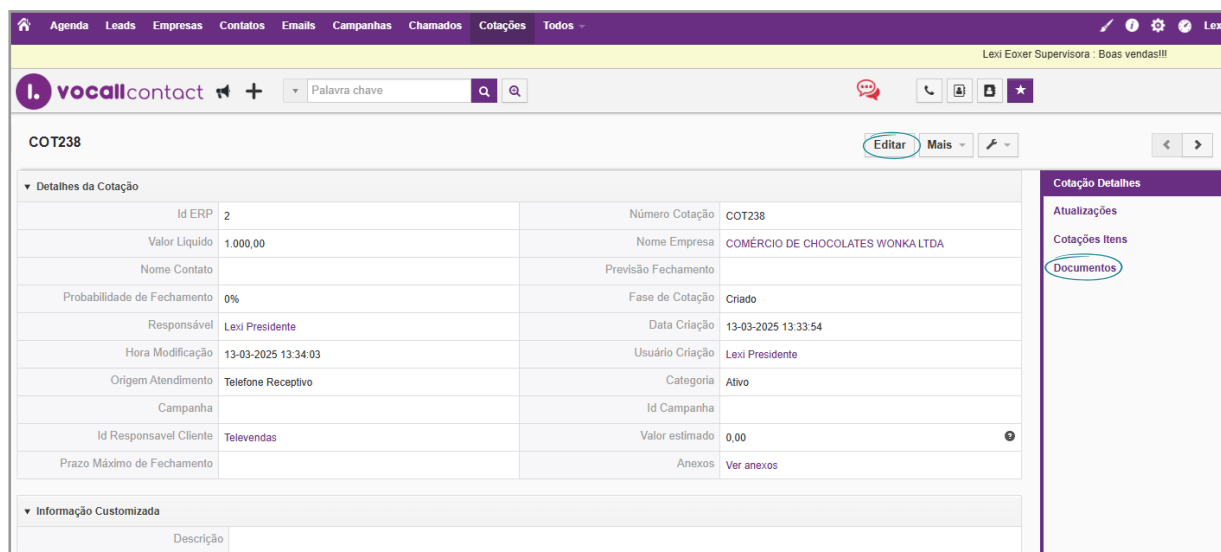 Agenda Leads Empresas Contatos Emails Campanhas Chamados Cotações Todos Lex
Lexi Eoxer Supervisora : Boas vendas!!!
l. vocallcontact Palavra chave
COT238 Editar Mais
Detalhes da Cotação
Id ERP 2 Número Cotação COT238
Valor Liquido 1.000,00 Nome Empresa COMÉRCIO DE CHOCOLATES WONKA LTDA
Nome Contato Previsão Fechamento
Probabilidade de Fechamento 0% Fase de Cotação Criado
Responsável Lexi Presidente Data Criação 13-03-2025 13:33:54
Hora Modificação 13-03-2025 13:34:03 Usuário Criação Lexi Presidente
Origem Atendimento Telefone Receptivo Categoria Ativo
Campanha Id Campanha
Id Responsavel Cliente Televendas Valor estimado 0,00
Prazo Máximo de Fechamento Anexos Ver anexos
Informação Customizada
Descrição
Cotação Detalhes
Atualizações
Cotações Itens
Documentos